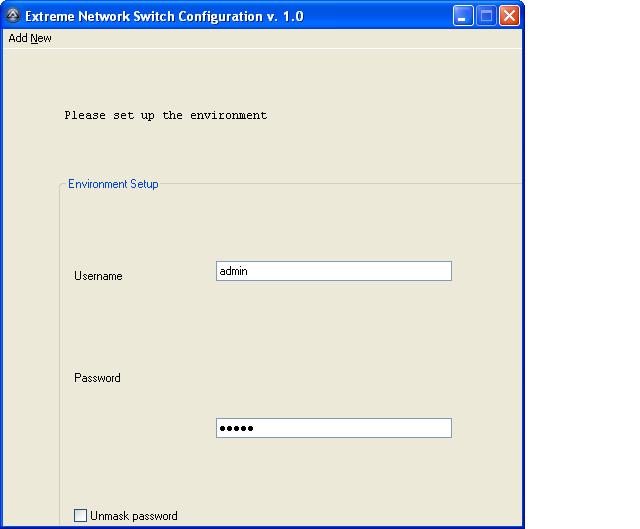 Extreme Network Switch Configuration v. 1.0
Add New
Please set up the environment
Environment Setup
Username
admin
Password
●●●●●
Unmask password